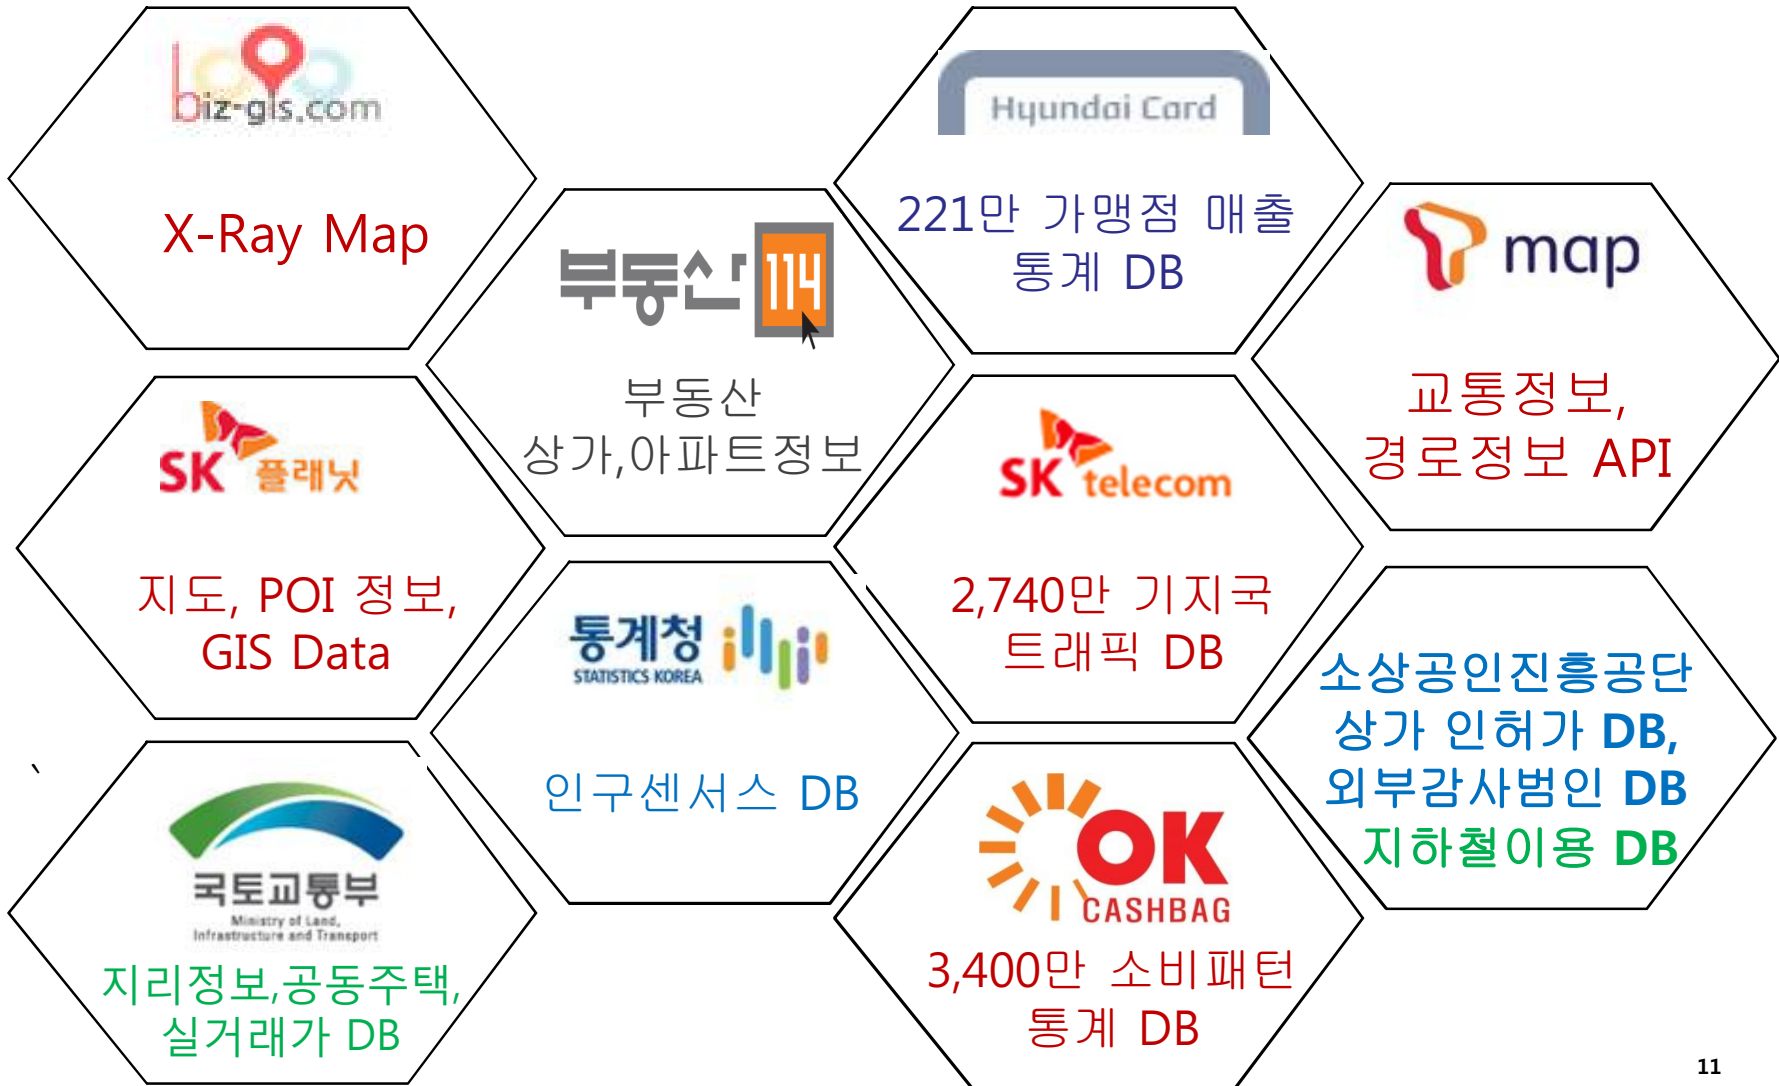 biz-gis.com
X-Ray Map
Hyundai Card
221만 가맹점 매출
통계 DB
부동산 114
부동산
상가,아파트정보
T map
교통정보,
경로정보 API
SK 플래닛
지도, POI 정보,
GIS Data
SK telecom
2,740만 기지국
트래픽 DB
통계청
STATISTICS KOREA
인구센서스 DB
소상공인진흥공단
상가 인허가 DB,
외부감사범인 DB
지하철이용 DB
`
국토교통부
Ministry of Land,
Infrastructure and Transport
지리정보,공동주택,
실거래가 DB
OK
CASHBAG
3,400만 소비패턴
통계 DB
11